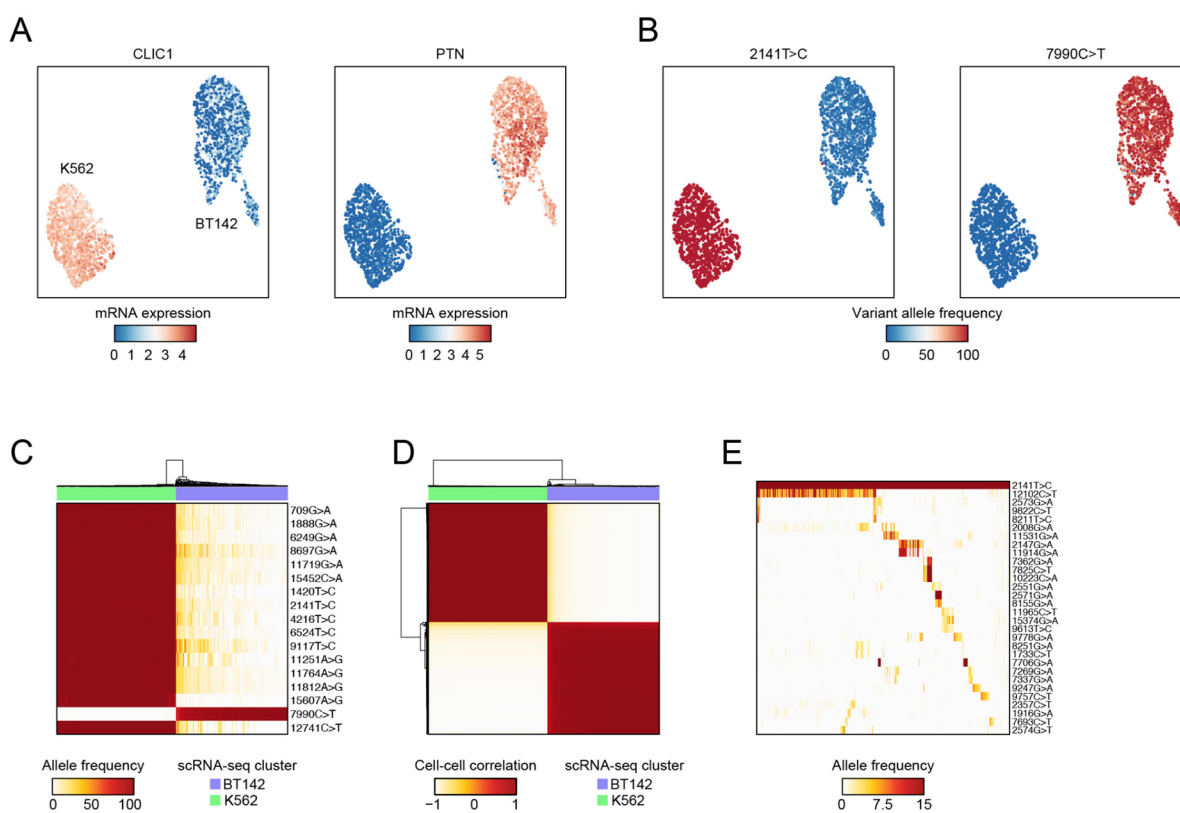 A
B
CLIC1
PTN
2141T>C
7990C>T
K562
BT142
mRNA expression
0 1 2 3 4
mRNA expression
0 1 2 3 4 5
Variant allele frequency
0 50 100
C
D
E
709G>A
1888G>A
6249G>A
8697G>A
11719G>A
15452C>A
1420T>C
2141T>C
4216T>C
6524T>C
9117T>C
11251A>G
11764A>G
11812A>G
15607A>G
7990C>T
12741C>T
2141T>C
12102C>T
2573G>A
9822C>T
8211T>C
2008G>A
11531G>A
2147G>A
11914G>A
7362G>A
7825C>T
10223C>T
2551G>A
2571G>A
8155G>A
11965C>T
15374G>A
9613T>C
9778G>A
8251G>A
1733C>T
7706G>A
7269G>A
7337G>A
9247G>A
9757C>T
2357C>T
1916G>A
7693C>T
2574G>T
Allele frequency
0 50 100
scRNA-seq cluster
BT142
K562
Cell-cell correlation
−1 0 1
scRNA-seq cluster
BT142
K562
Allele frequency
0 7.5 15